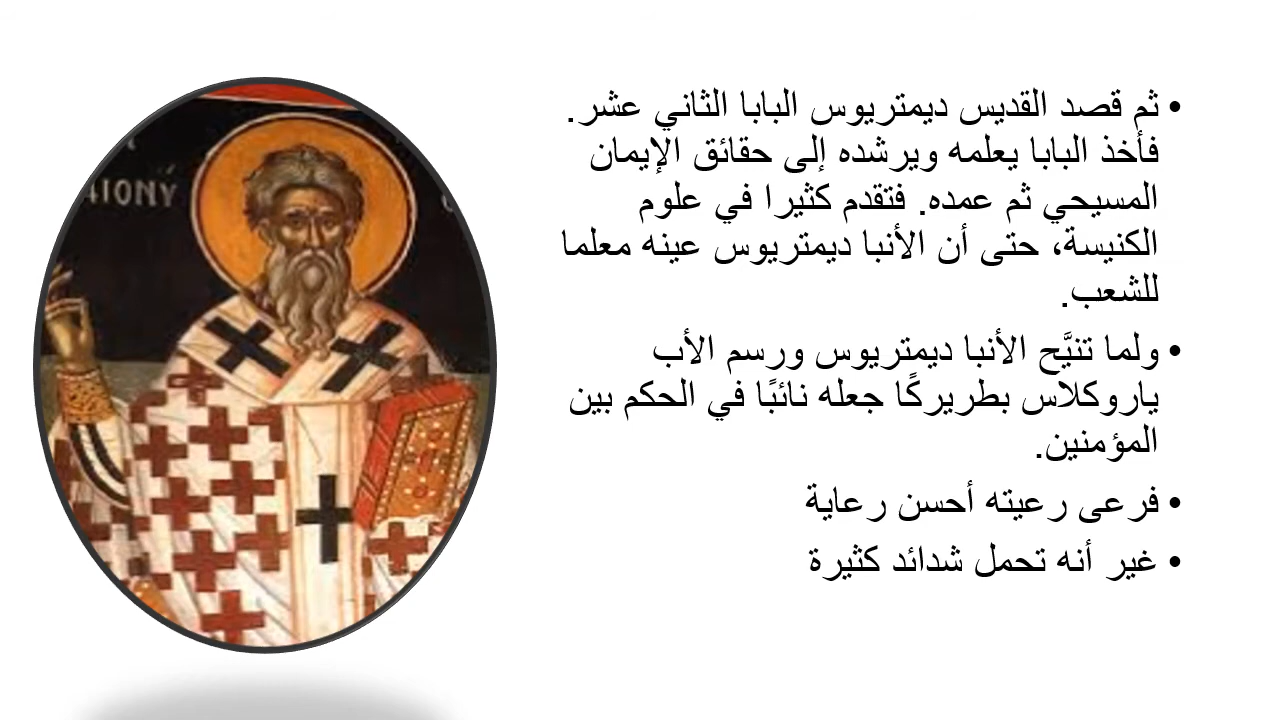 • ثم قصد القديس ديمتريوس البابا الثاني عشر.
فأخذ البابا يعلمه ويرشده إلى حقائق الإيمان
المسيحي ثم عمده. فتقدم كثيرا في علوم
الكنيسة، حتى أن الأنبا ديمتريوس عينه معلما
للشعب.
• ولما تنيَّح الأنبا ديمتريوس ورسم الأب
ياروكلاس بطريركًا جعله نائبًا في الحكم بين
المؤمنين.
• فرعى رعيته أحسن رعاية
• غير أنه تحمل شدائد كثيرة